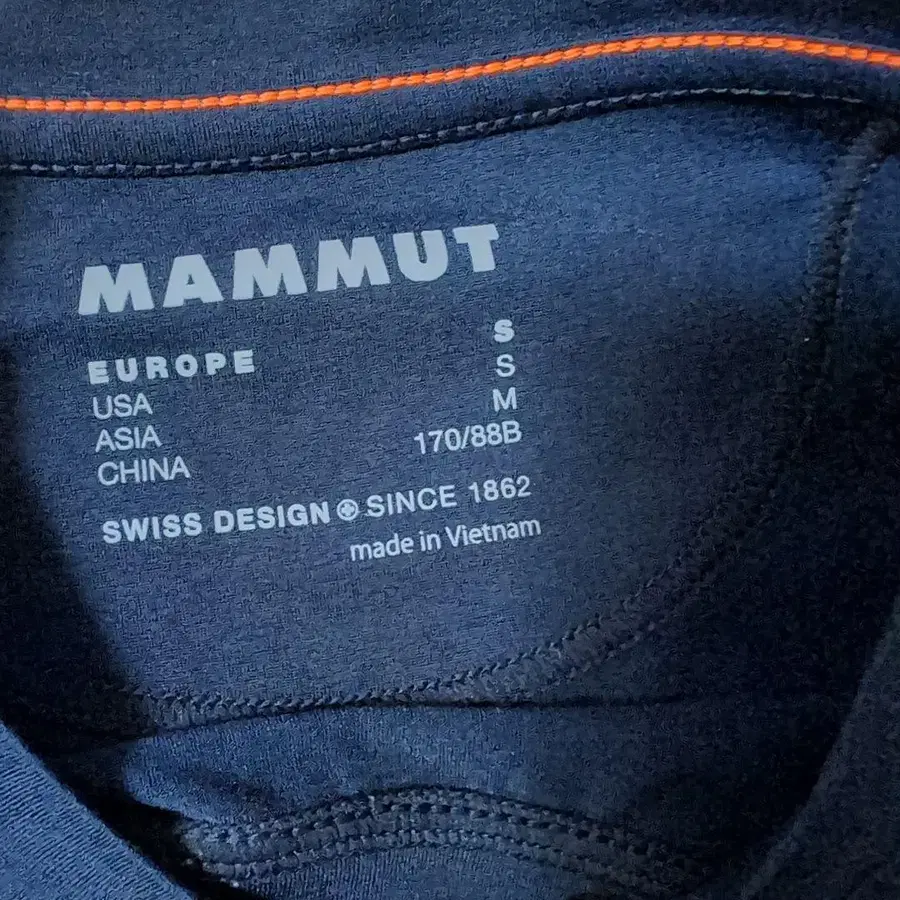 MAMMUT
EUROPE S
USA S
ASIA M
CHINA 170/88B
SWISS DESIGN SINCE 1862
made in Vietnam